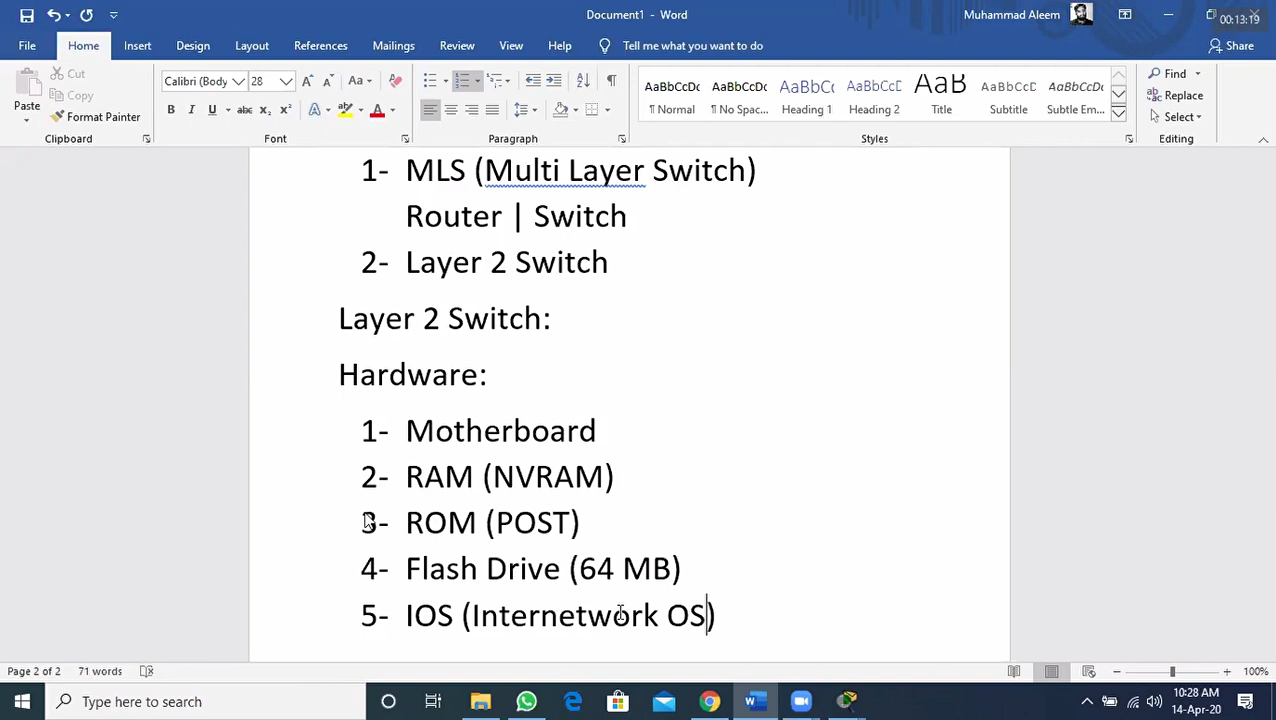 Document1 - Word
Muhammad Aleem
00:13:19
File Home Insert Design Layout References Mailings Review View Help Tell me what you want to do Share
Paste
Cut
Copy
Format Painter
Clipboard
Calibri (Body 28
Font
Paragraph
AaBbCcDc AaBbCcDc AaBbCc AaBbCcD AaB AaBbCcD AaBbCcDc
¶ Normal ¶ No Spac... Heading 1 Heading 2 Title Subtitle Subtle Em...
Styles
Find
Replace
Select
Editing
1- MLS (Multi Layer Switch)
Router | Switch
2- Layer 2 Switch
Layer 2 Switch:
Hardware:
1- Motherboard
2- RAM (NVRAM)
3- ROM (POST)
4- Flash Drive (64 MB)
5- IOS (Internetwork OS)
Page 2 of 2 71 words 100%
Type here to search
10:28 AM
14-Apr-20